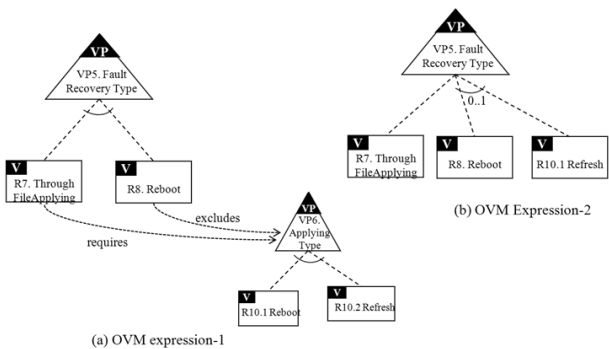 VP
VP5. Fault
Recovery Type
V
R7. Through
FileApplying
V
R8. Reboot
excludes
requires
VP
VP6.
Applying
Type
V
R10.1 Reboot
V
R10.2 Refresh
(a) OVM expression-1
VP
VP5. Fault
Recovery Type
0..1
V
R7. Through
FileApplying
V
R8. Reboot
V
R10.1 Refresh
(b) OVM Expression-2